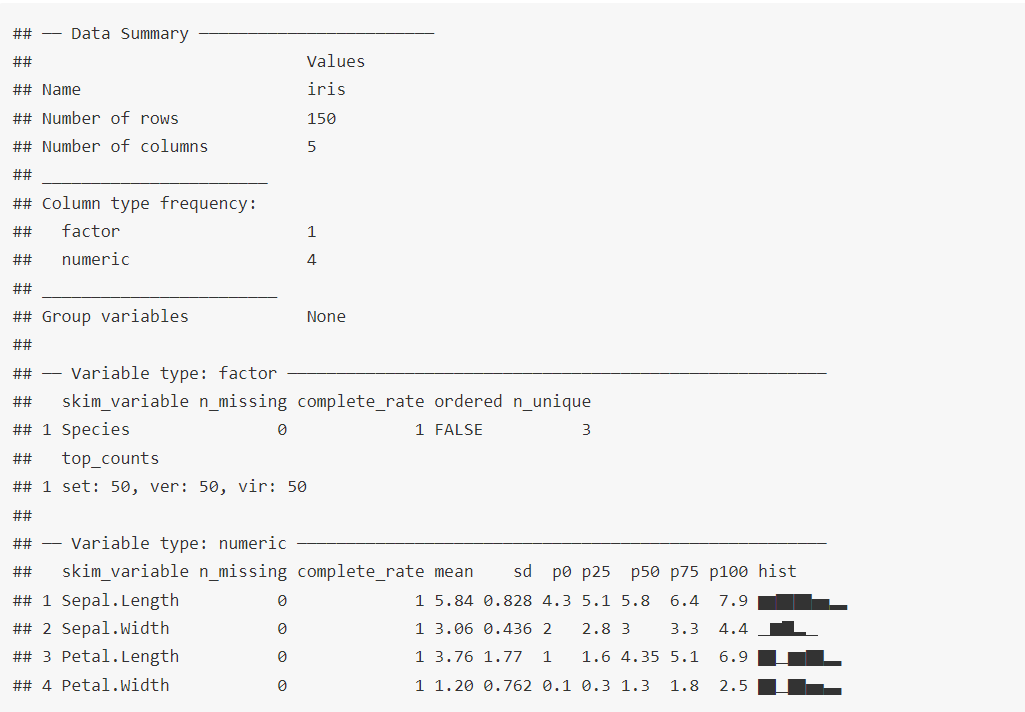 ## ── Data Summary ────────────────────────
##                            Values
## Name                       iris
## Number of rows             150
## Number of columns          5
## _______________________
## Column type frequency:
##   factor                   1
##   numeric                  4
## ________________________
## Group variables            None
##
## ── Variable type: factor ───────────────────────────────────────────────────────
##   skim_variable n_missing complete_rate ordered n_unique
## 1 Species               0             1 FALSE          3
##   top_counts
## 1 set: 50, ver: 50, vir: 50
##
## ── Variable type: numeric ──────────────────────────────────────────────────────
##   skim_variable n_missing complete_rate mean    sd  p0 p25  p50 p75 p100 hist
## 1 Sepal.Length          0             1 5.84 0.828 4.3 5.1 5.8  6.4  7.9 ▆▇▇▅▂
## 2 Sepal.Width           0             1 3.06 0.436 2   2.8 3    3.3  4.4 ▁▆▇▂▁
## 3 Petal.Length          0             1 3.76 1.77  1   1.6 4.35 5.1  6.9 ▇▁▆▇▂
## 4 Petal.Width           0             1 1.20 0.762 0.1 0.3 1.3  1.8  2.5 ▇▁▇▅▃